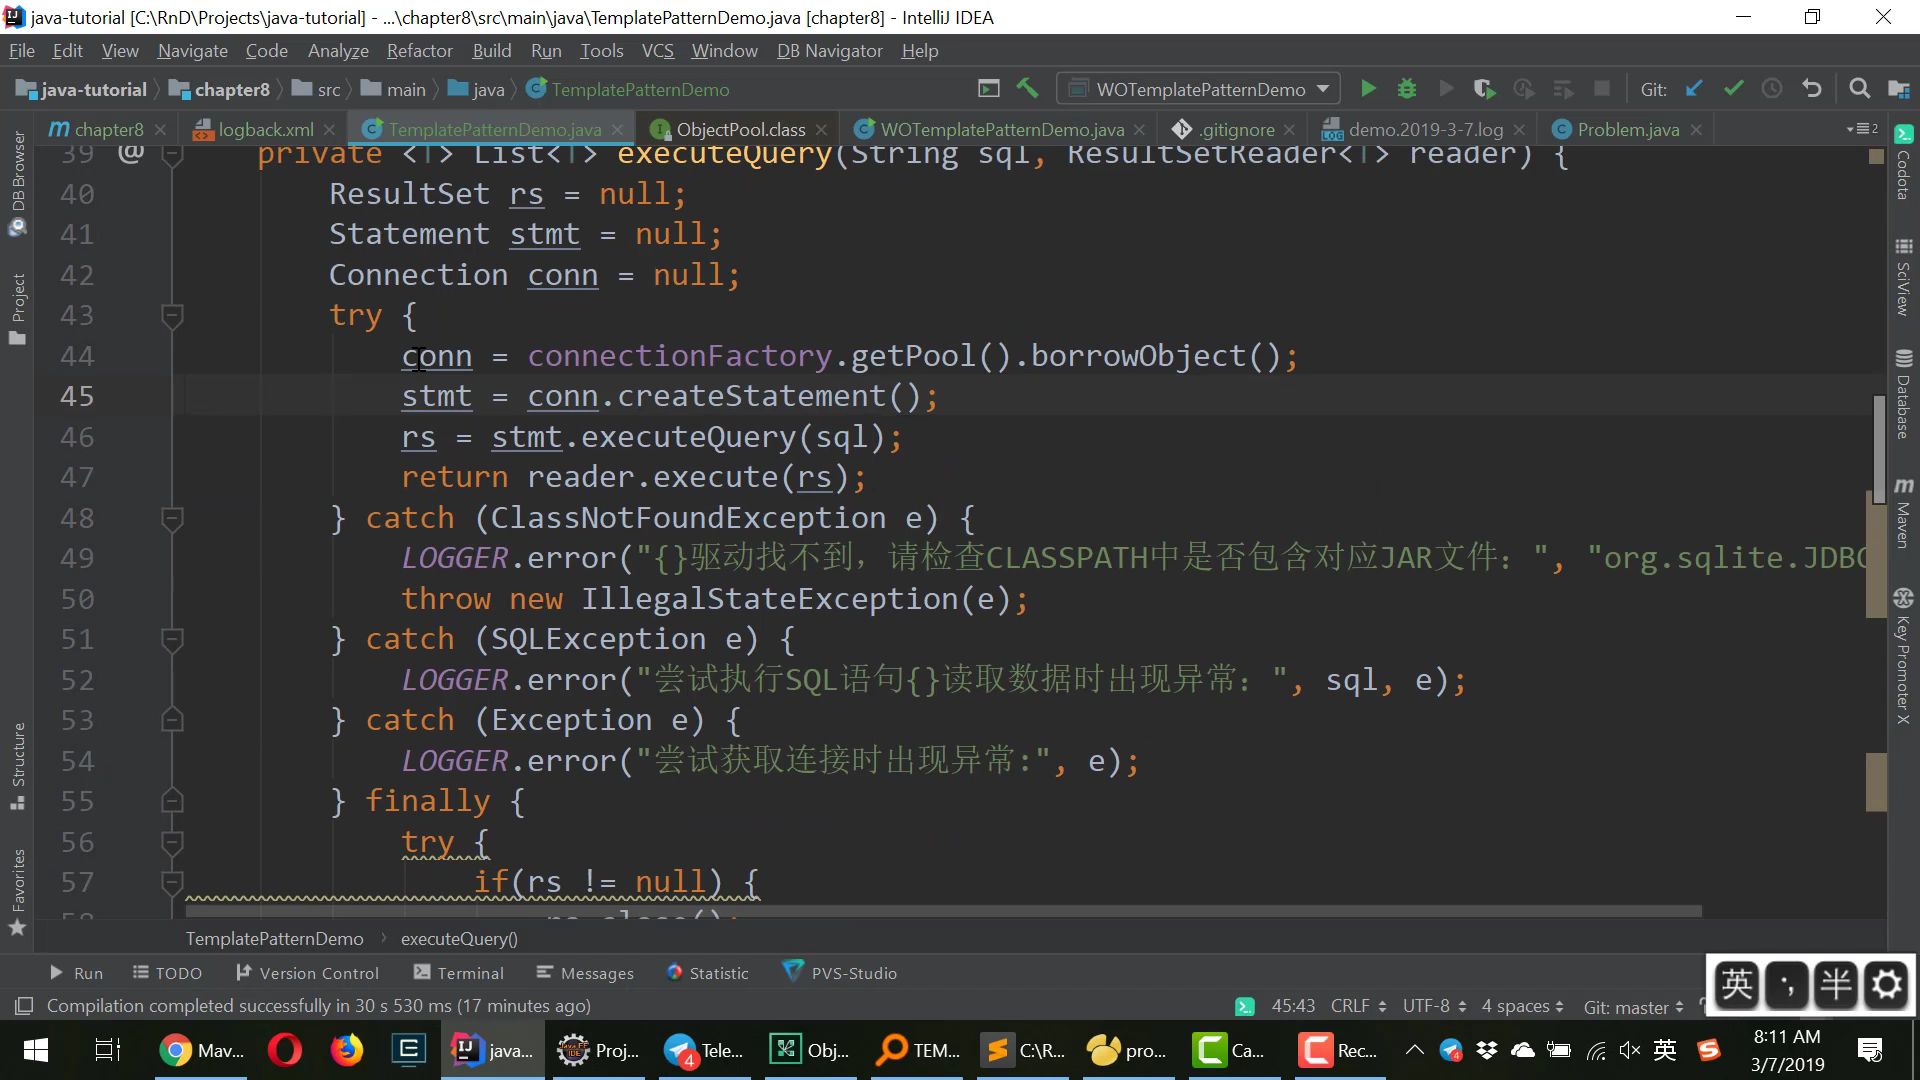 java-tutorial [C:\RnD\Projects\java-tutorial] - ...\chapter8\src\main\java\TemplatePatternDemo.java [chapter8] - IntelliJ IDEA
File Edit View Navigate Code Analyze Refactor Build Run Tools VCS Window DB Navigator Help
java-tutorial chapter8 src main java TemplatePatternDemo WOTemplatePatternDemo Git:
chapter8 logback.xml TemplatePatternDemo.java ObjectPool.class WOTemplatePatternDemo.java .gitignore demo.2019-3-7.log Problem.java
39 @ private <T> List<T> executeQuery(String sql, ResultSetReader<T> reader) {
40 ResultSet rs = null;
41 Statement stmt = null;
42 Connection conn = null;
43 try {
44 conn = connectionFactory.getPool().borrowObject();
45 stmt = conn.createStatement();
46 rs = stmt.executeQuery(sql);
47 return reader.execute(rs);
48 } catch (ClassNotFoundException e) {
49 LOGGER.error("{}驱动找不到，请检查CLASSPATH中是否包含对应JAR文件：", "org.sqlite.JDBC
50 throw new IllegalStateException(e);
51 } catch (SQLException e) {
52 LOGGER.error("尝试执行SQL语句{}读取数据时出现异常：", sql, e);
53 } catch (Exception e) {
54 LOGGER.error("尝试获取连接时出现异常:", e);
55 } finally {
56 try {
57 if(rs != null) {
58 rs.close();
DB Browser
Project
Structure
Favorites
Codota
SciView
Database
Maven
Key Promoter X
TemplatePatternDemo executeQuery()
Run TODO Version Control Terminal Messages Statistic PVS-Studio
Compilation completed successfully in 30 s 530 ms (17 minutes ago) 45:43 CRLF UTF-8 4 spaces Git: master
英 半
Mav... java... Proj... Tele... Obj... TEM... C:\R... pro... Ca... Rec... 英
8:11 AM
3/7/2019